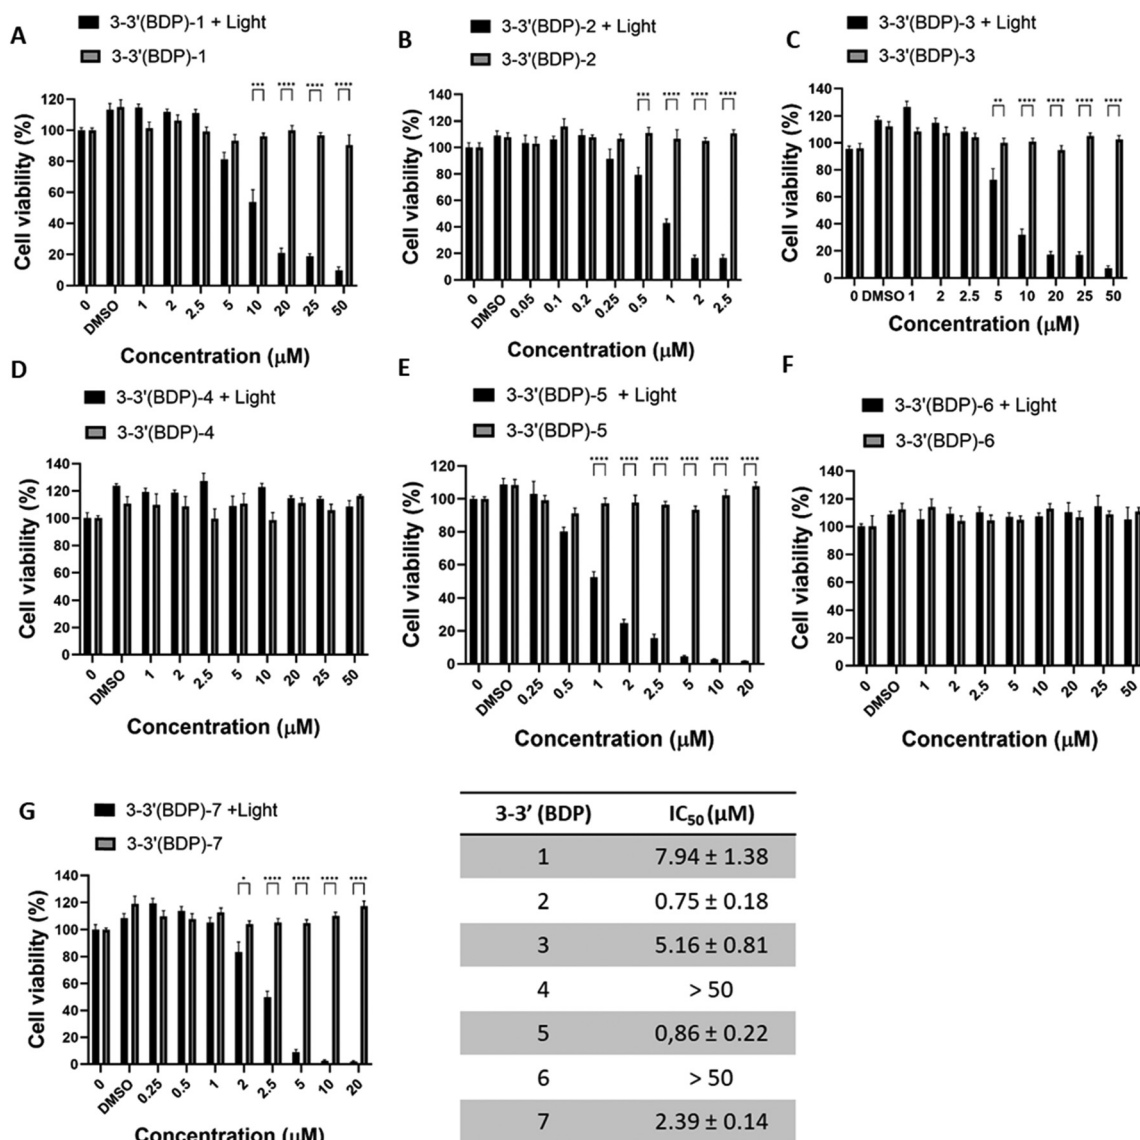 A
3-3'(BDP)-1 + Light
3-3'(BDP)-1
*** **** **** ****
Cell viability (%)
120
100
80
60
40
20
0
0 DMSO 1 2 2.5 5 10 20 25 50
Concentration (μM)
B
3-3'(BDP)-2 + Light
3-3'(BDP)-2
*** **** **** ****
Cell viability (%)
140
120
100
80
60
40
20
0
0 DMSO 0.05 0.1 0.2 0.25 0.5 1 2 2.5
Concentration (μM)
C
3-3'(BDP)-3 + Light
3-3'(BDP)-3
** **** **** **** ****
Cell viability (%)
140
120
100
80
60
40
20
0
0 DMSO 1 2 2.5 5 10 20 25 50
Concentration (μM)
D
3-3'(BDP)-4 + Light
3-3'(BDP)-4
Cell viability (%)
140
120
100
80
60
40
20
0
0 DMSO 1 2 2.5 5 10 20 25 50
Concentration (μM)
E
3-3'(BDP)-5 + Light
3-3'(BDP)-5
**** **** **** **** **** ****
Cell viability (%)
120
100
80
60
40
20
0
0 DMSO 0.25 0.5 1 2 2.5 5 10 20
Concentration (μM)
F
3-3'(BDP)-6 + Light
3-3'(BDP)-6
Cell viability (%)
140
120
100
80
60
40
20
0
0 DMSO 1 2 2.5 5 10 20 25 50
Concentration (μM)
G
3-3'(BDP)-7 +Light
3-3'(BDP)-7
* **** **** **** ****
Cell viability (%)
140
120
100
80
60
40
20
0
0 DMSO 0.25 0.5 1 2 2.5 5 10 20
Concentration (μM)
3-3’ (BDP) IC50 (μM)
1 7.94 ± 1.38
2 0.75 ± 0.18
3 5.16 ± 0.81
4 > 50
5 0,86 ± 0.22
6 > 50
7 2.39 ± 0.14